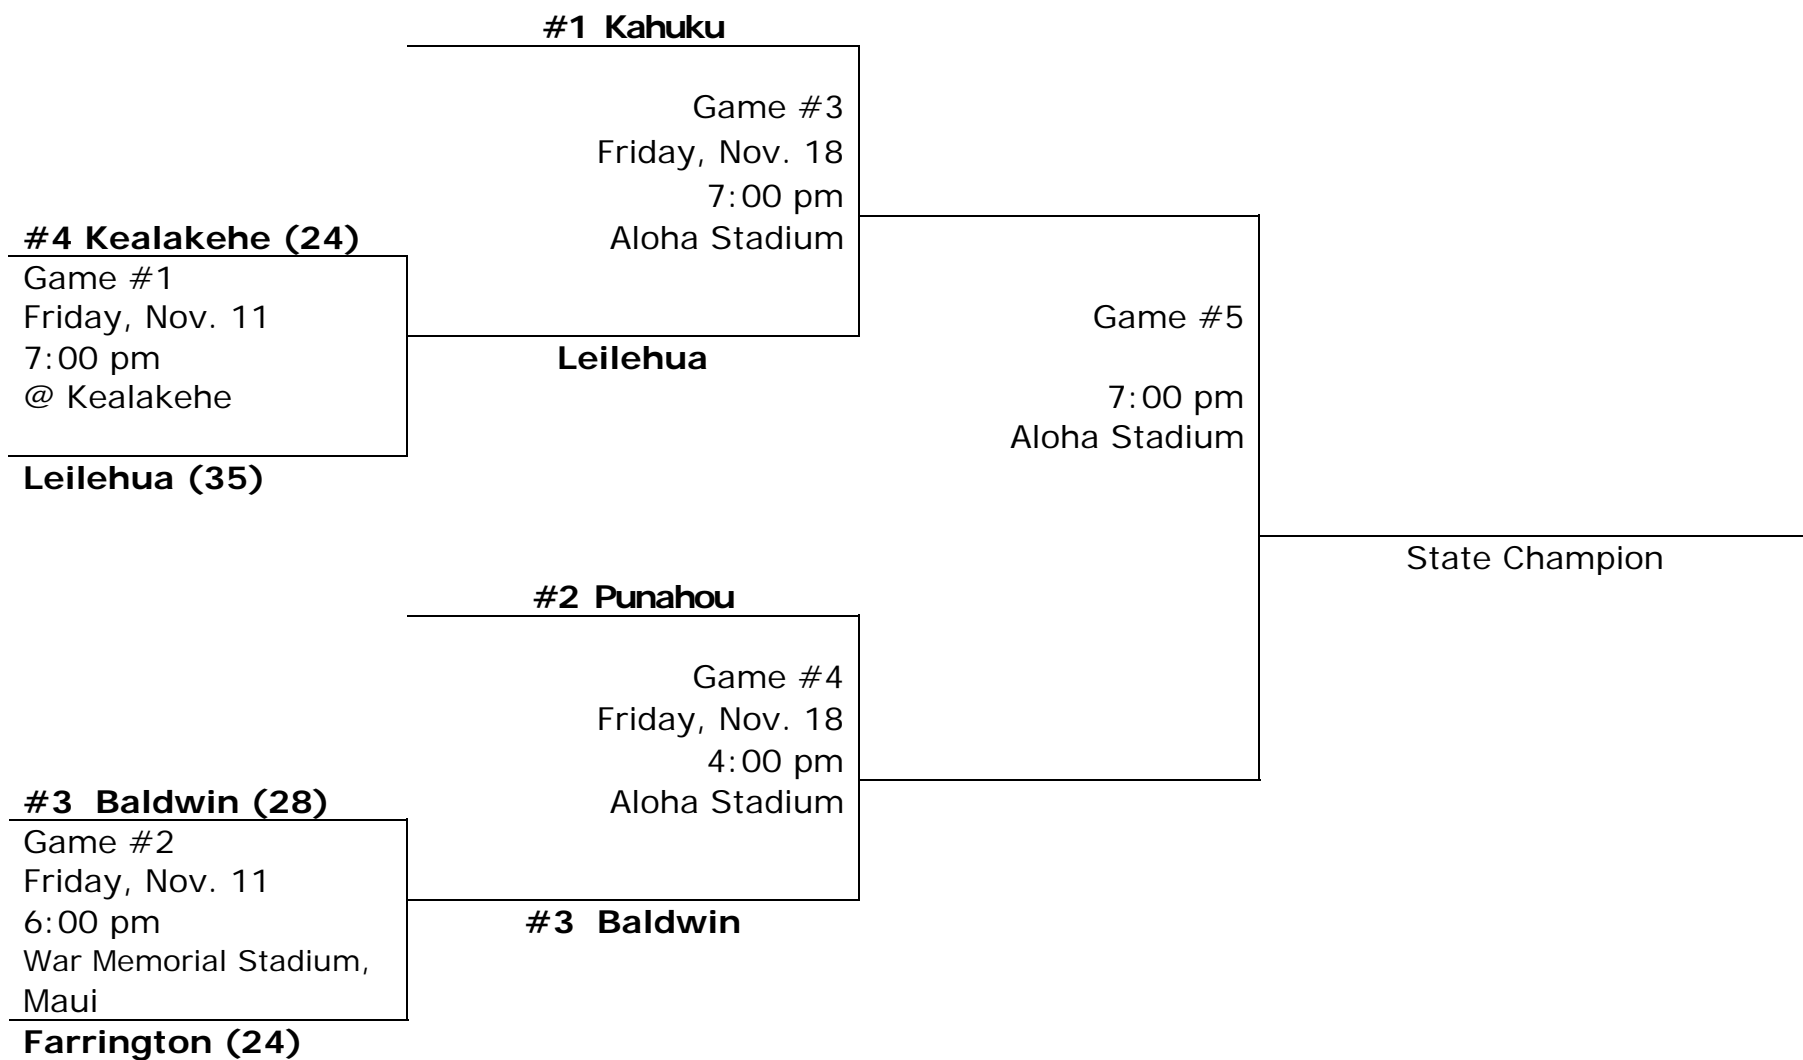 #1 Kahuku
Game #3
Friday, Nov. 18
7:00 pm
Aloha Stadium
#4 Kealakehe (24)
Game #1
Friday, Nov. 11
7:00 pm
@ Kealakehe
Leilehua (35)
Leilehua
Game #5
7:00 pm
Aloha Stadium
State Champion
#2 Punahou
Game #4
Friday, Nov. 18
4:00 pm
Aloha Stadium
#3 Baldwin (28)
Game #2
Friday, Nov. 11
6:00 pm
War Memorial Stadium,
Maui
Farrington (24)
#3 Baldwin